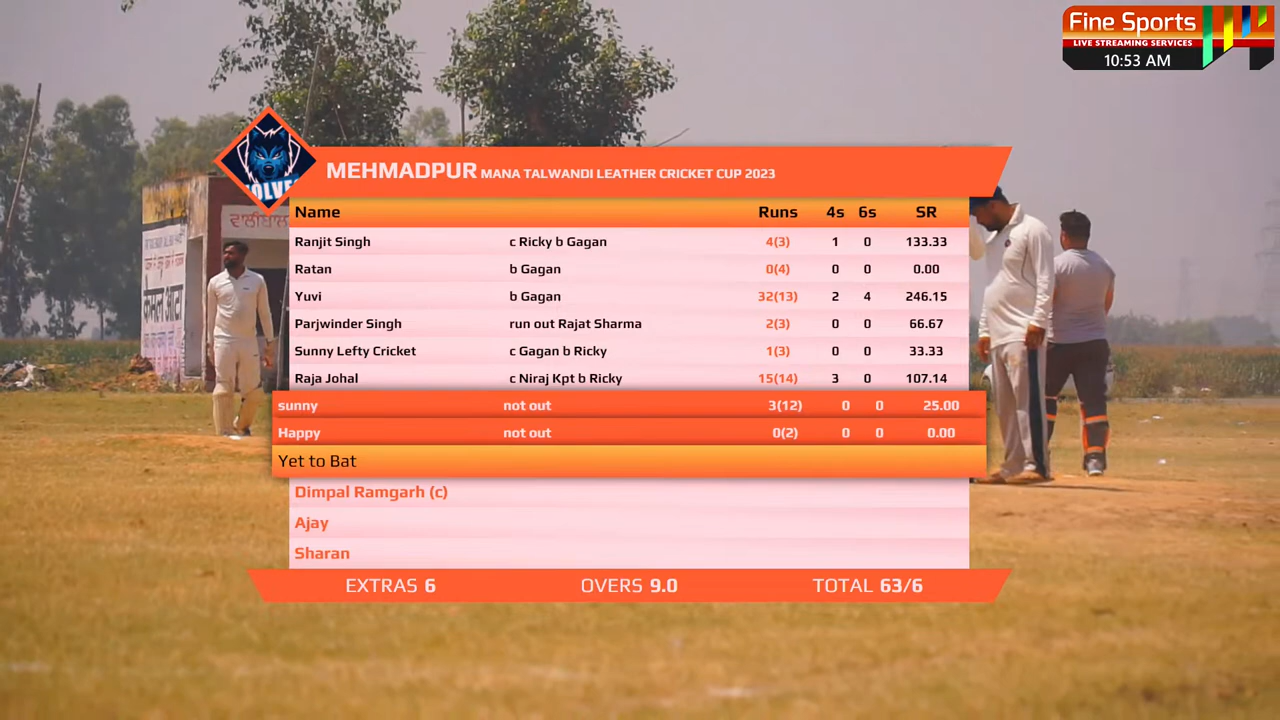 Fine Sports
LIVE STREAMING SERVICES
10:53 AM
MEHMADPUR MANA TALWANDI LEATHER CRICKET CUP 2023
Name Runs 4s 6s SR
Ranjit Singh c Ricky b Gagan 4(3) 1 0 133.33
Ratan b Gagan 0(4) 0 0 0.00
Yuvi b Gagan 32(13) 2 4 246.15
Parjwinder Singh run out Rajat Sharma 2(3) 0 0 66.67
Sunny Lefty Cricket c Gagan b Ricky 1(3) 0 0 33.33
Raja Johal c Niraj Kpt b Ricky 15(14) 3 0 107.14
sunny not out 3(12) 0 0 25.00
Happy not out 0(2) 0 0 0.00
Yet to Bat
Dimpal Ramgarh (c)
Ajay
Sharan
EXTRAS 6 OVERS 9.0 TOTAL 63/6